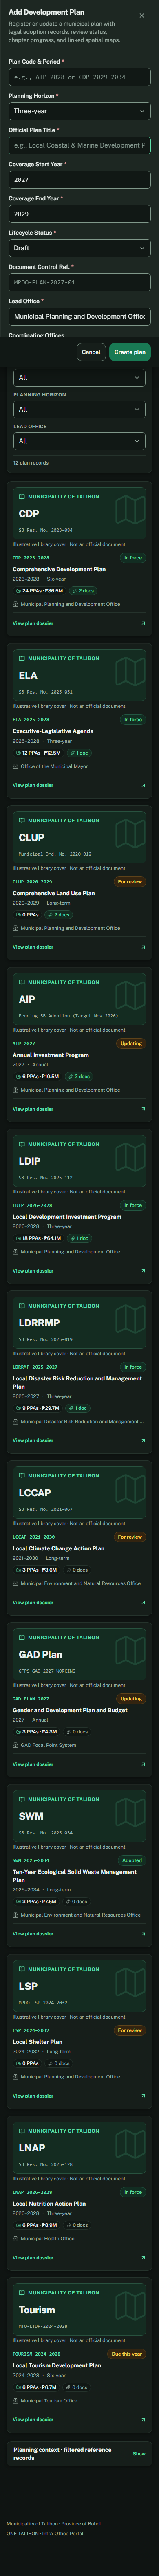 Add Development Plan
Register or update a municipal plan with
legal adoption records, review status,
chapter progress, and linked spatial maps.
Plan Code & Period *
e.g., AIP 2028 or CDP 2029–2034
Planning Horizon *
Three-year
Official Plan Title *
e.g., Local Coastal & Marine Development P
Coverage Start Year *
2027
Coverage End Year *
2029
Lifecycle Status *
Draft
Document Control Ref. *
MPDO-PLAN-2027-01
Lead Office *
Municipal Planning and Development Office
Coordinating Offices
Cancel
Create plan
All
PLANNING HORIZON
All
LEAD OFFICE
All
12 plan records
MUNICIPALITY OF TALIBON
CDP
SB Res. No. 2023-084
Illustrative library cover · Not an official document
CDP 2023-2028
In force
Comprehensive Development Plan
2023–2028 · Six-year
24 PPAs · ₱36.5M
2 docs
Municipal Planning and Development Office
View plan dossier
MUNICIPALITY OF TALIBON
ELA
SB Res. No. 2025-051
Illustrative library cover · Not an official document
ELA 2025-2028
In force
Executive-Legislative Agenda
2025–2028 · Three-year
12 PPAs · ₱12.5M
1 doc
Office of the Municipal Mayor
View plan dossier
MUNICIPALITY OF TALIBON
CLUP
Municipal Ord. No. 2020-012
Illustrative library cover · Not an official document
CLUP 2020-2029
For review
Comprehensive Land Use Plan
2020–2029 · Long-term
0 PPAs
2 docs
Municipal Planning and Development Office
View plan dossier
MUNICIPALITY OF TALIBON
AIP
Pending SB Adoption (Target Nov 2026)
Illustrative library cover · Not an official document
AIP 2027
Updating
Annual Investment Program
2027 · Annual
6 PPAs · ₱10.5M
2 docs
Municipal Planning and Development Office
View plan dossier
MUNICIPALITY OF TALIBON
LDIP
SB Res. No. 2025-112
Illustrative library cover · Not an official document
LDIP 2026-2028
In force
Local Development Investment Program
2026–2028 · Three-year
18 PPAs · ₱64.1M
1 doc
Municipal Planning and Development Office
View plan dossier
MUNICIPALITY OF TALIBON
LDRRMP
SB Res. No. 2025-019
Illustrative library cover · Not an official document
LDRRMP 2025-2027
In force
Local Disaster Risk Reduction and Management
Plan
2025–2027 · Three-year
9 PPAs · ₱29.7M
1 doc
Municipal Disaster Risk Reduction and Management ...
View plan dossier
MUNICIPALITY OF TALIBON
LCCAP
SB Res. No. 2021-067
Illustrative library cover · Not an official document
LCCAP 2021-2030
For review
Local Climate Change Action Plan
2021–2030 · Long-term
3 PPAs · ₱3.6M
0 docs
Municipal Environment and Natural Resources Office
View plan dossier
MUNICIPALITY OF TALIBON
GAD Plan
GFPS-GAD-2027-WORKING
Illustrative library cover · Not an official document
GAD PLAN 2027
Updating
Gender and Development Plan and Budget
2027 · Annual
3 PPAs · ₱4.3M
0 docs
GAD Focal Point System
View plan dossier
MUNICIPALITY OF TALIBON
SWM
SB Res. No. 2025-034
Illustrative library cover · Not an official document
SWM 2025-2034
Adopted
Ten-Year Ecological Solid Waste Management
Plan
2025–2034 · Long-term
3 PPAs · ₱7.5M
0 docs
Municipal Environment and Natural Resources Office
View plan dossier
MUNICIPALITY OF TALIBON
LSP
MPDO-LSP-2024-2032
Illustrative library cover · Not an official document
LSP 2024-2032
For review
Local Shelter Plan
2024–2032 · Long-term
0 PPAs
0 docs
Municipal Planning and Development Office
View plan dossier
MUNICIPALITY OF TALIBON
LNAP
SB Res. No. 2025-128
Illustrative library cover · Not an official document
LNAP 2026-2028
In force
Local Nutrition Action Plan
2026–2028 · Three-year
6 PPAs · ₱8.9M
0 docs
Municipal Health Office
View plan dossier
MUNICIPALITY OF TALIBON
Tourism
MTO-LTDP-2024-2028
Illustrative library cover · Not an official document
TOURISM 2024-2028
Due this year
Local Tourism Development Plan
2024–2028 · Six-year
6 PPAs · ₱6.7M
0 docs
Municipal Tourism Office
View plan dossier
Planning context · filtered reference
records
Show
Municipality of Talibon · Province of Bohol
ONE TALIBON · Intra-Office Portal